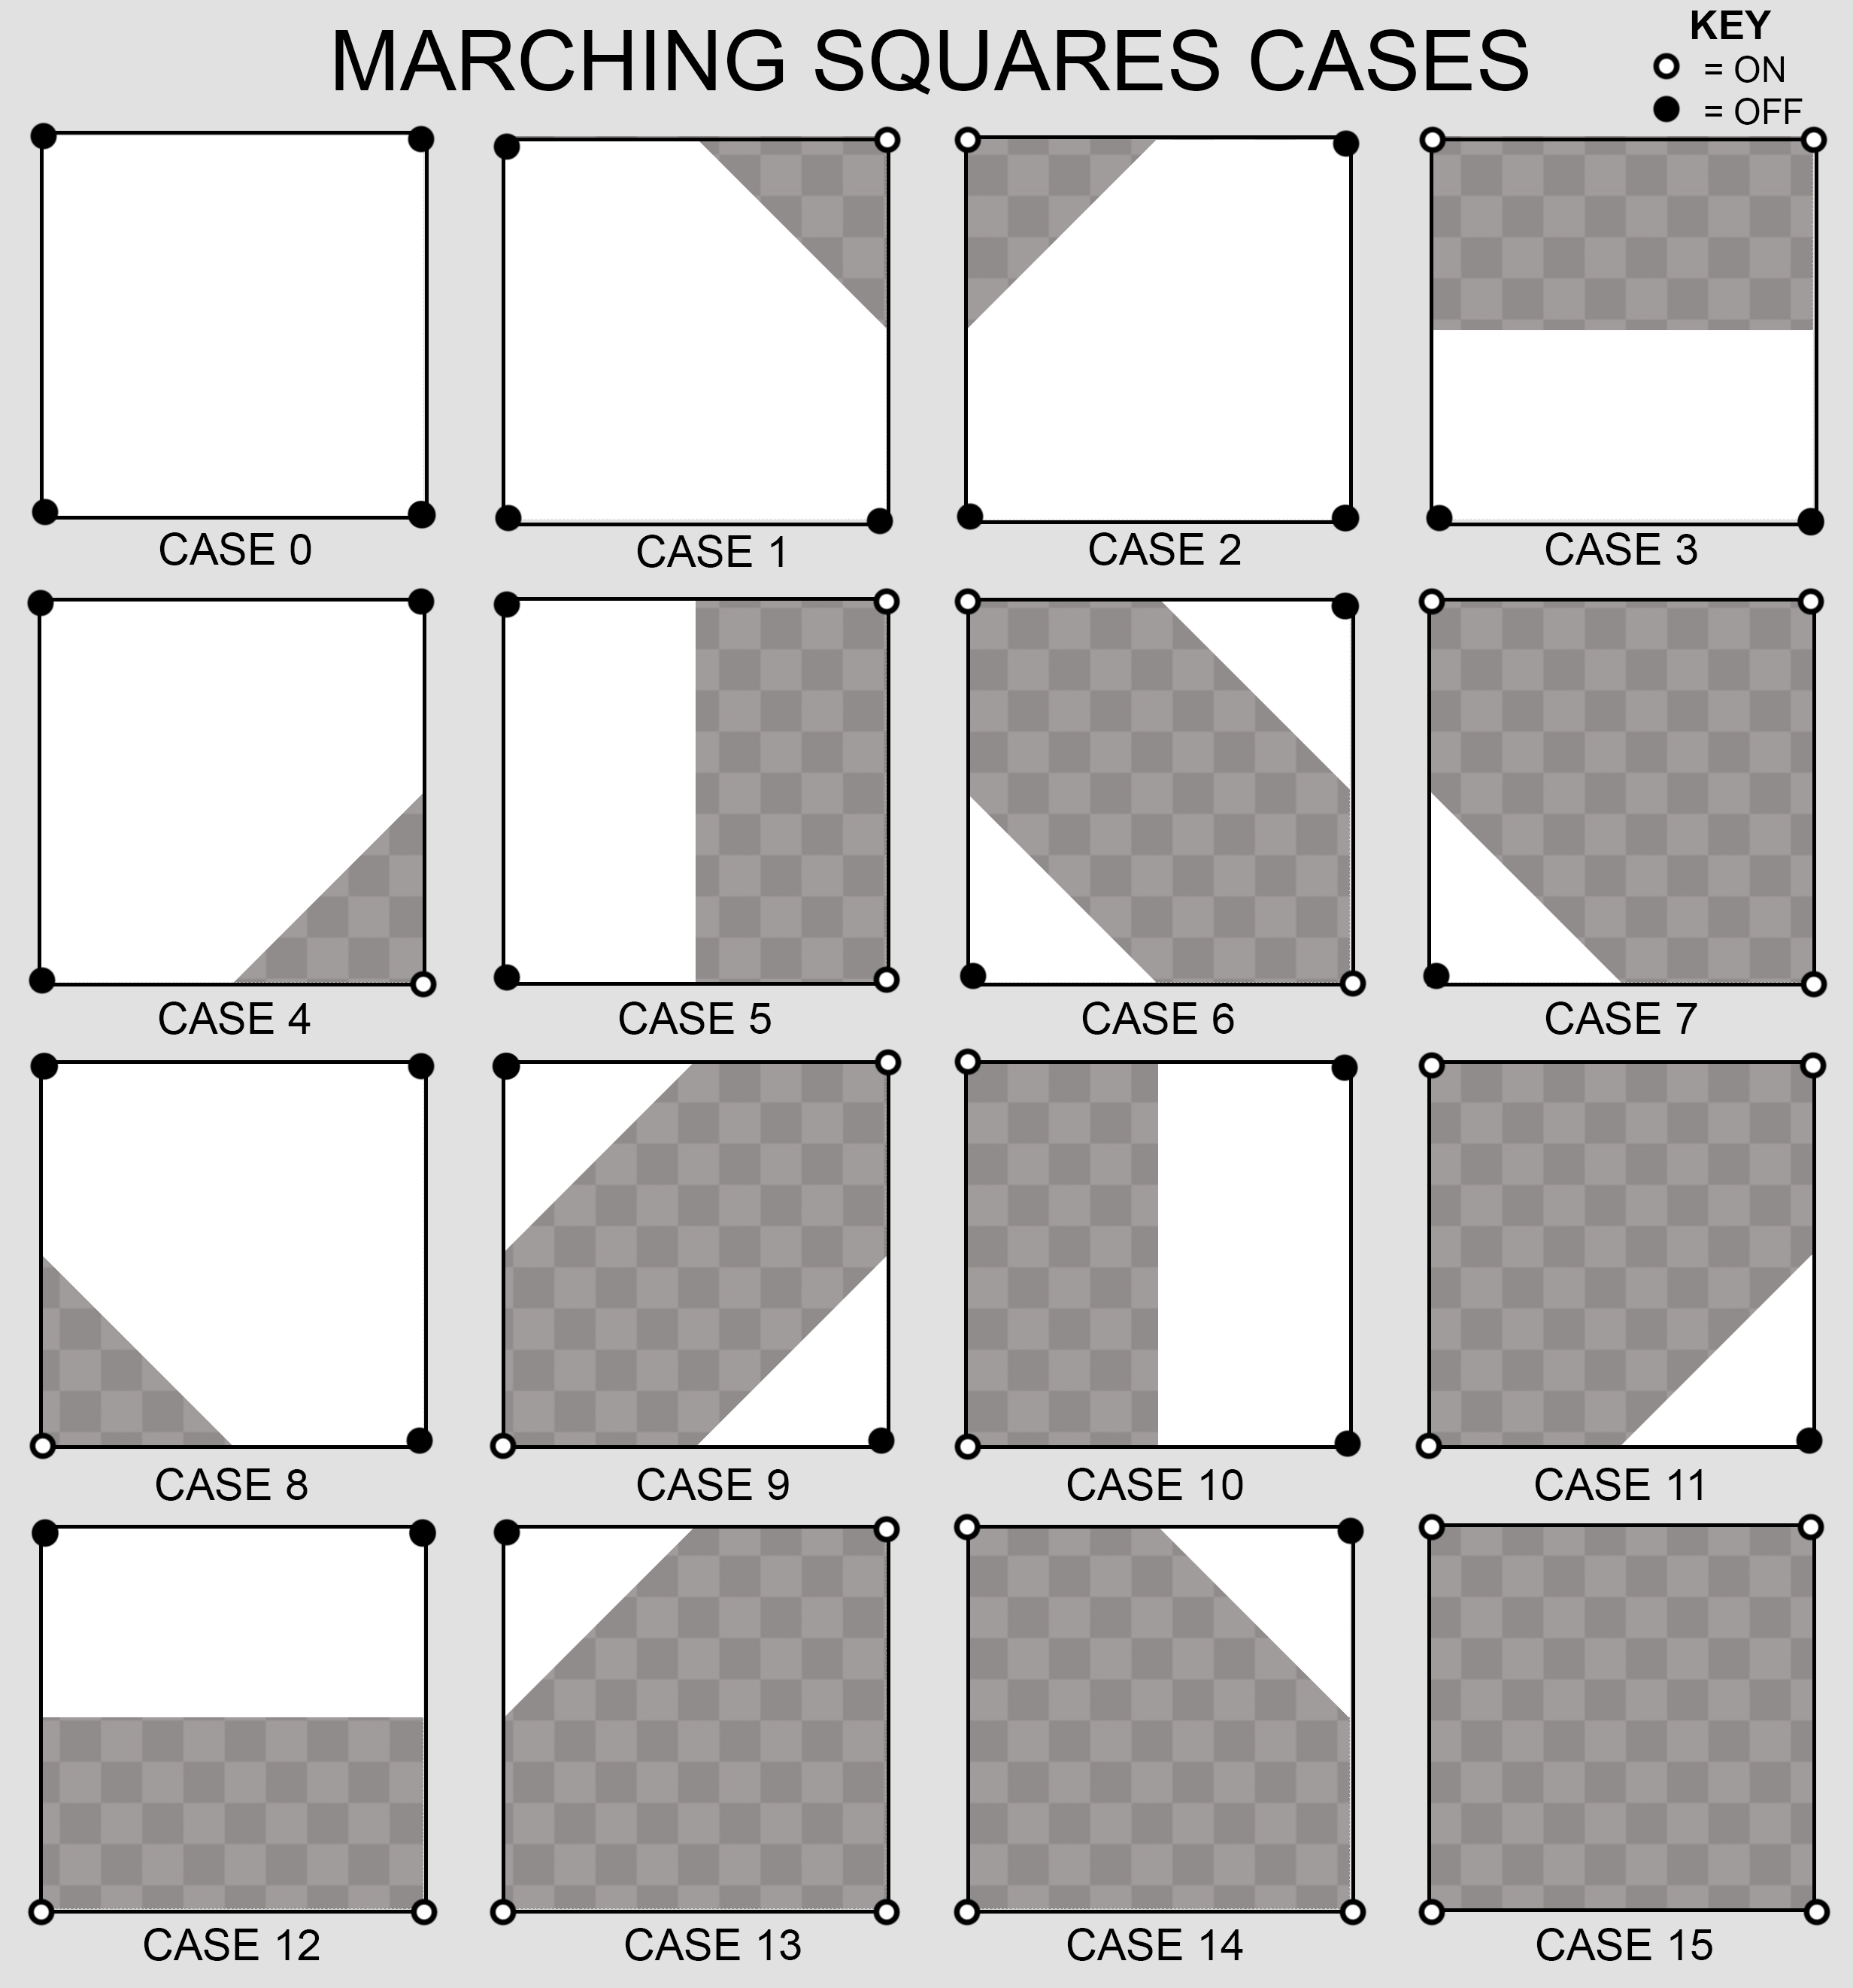 MARCHING SQUARES CASES
KEY
= ON
= OFF
CASE 0
CASE 1
CASE 2
CASE 3
CASE 4
CASE 5
CASE 6
CASE 7
CASE 8
CASE 9
CASE 10
CASE 11
CASE 12
CASE 13
CASE 14
CASE 15